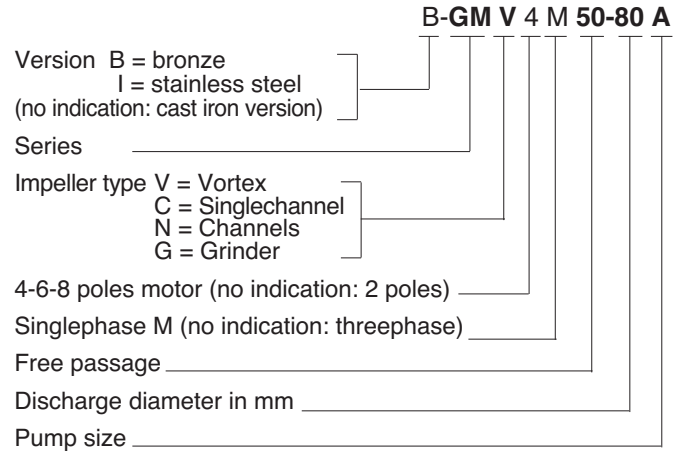 B-GM V 4 M 50-80 A
Version B = bronze
I = stainless steel
(no indication: cast iron version)
Series
Impeller type V = Vortex
C = Singlechannel
N = Channels
G = Grinder
4-6-8 poles motor (no indication: 2 poles)
Singlephase M (no indication: threephase)
Free passage
Discharge diameter in mm
Pump size